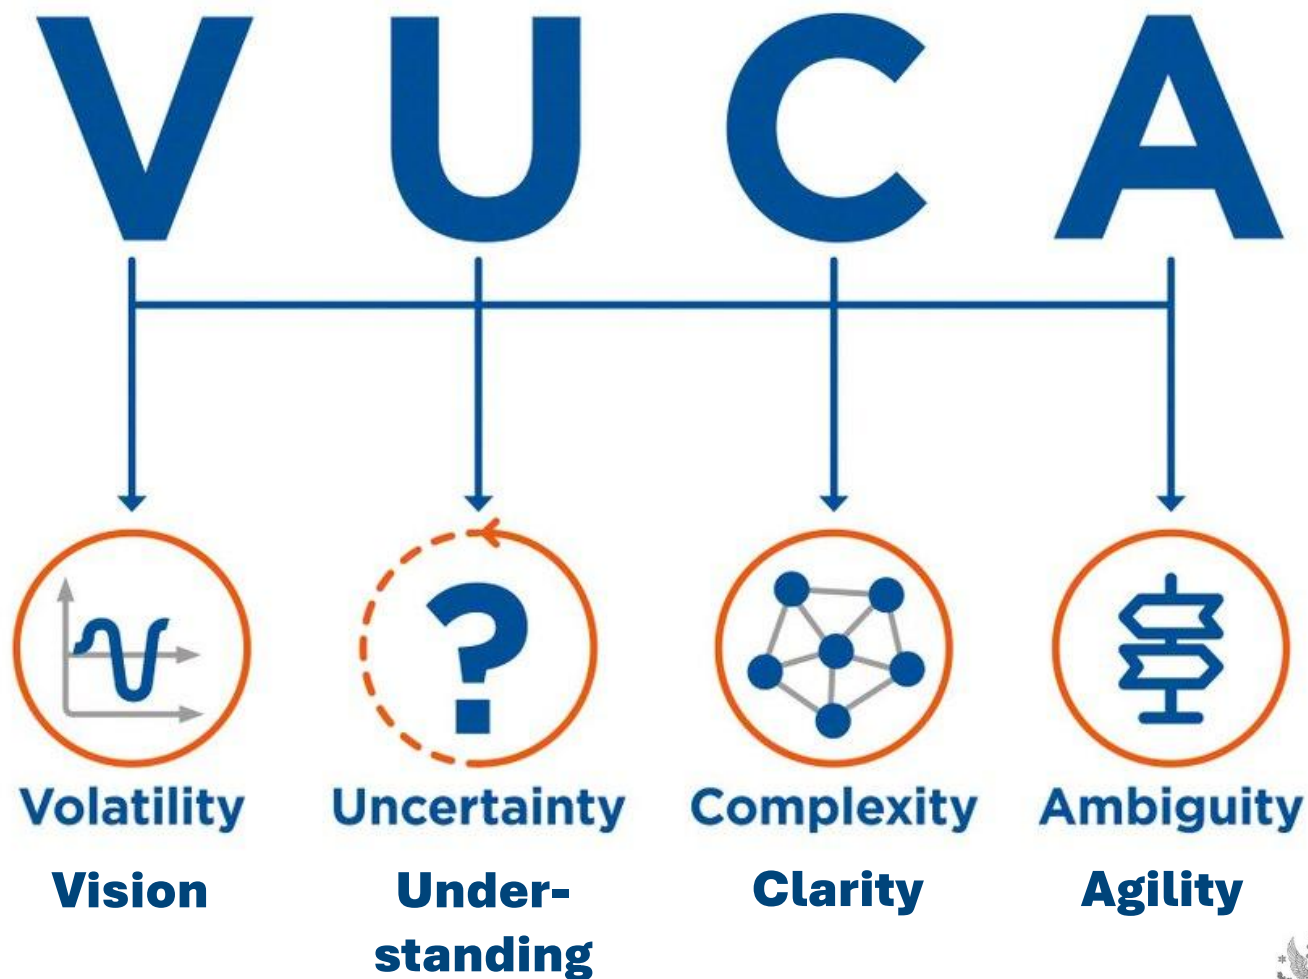 V U C A
?
Volatility Uncertainty Complexity Ambiguity
Vision Under- Clarity Agility
standing